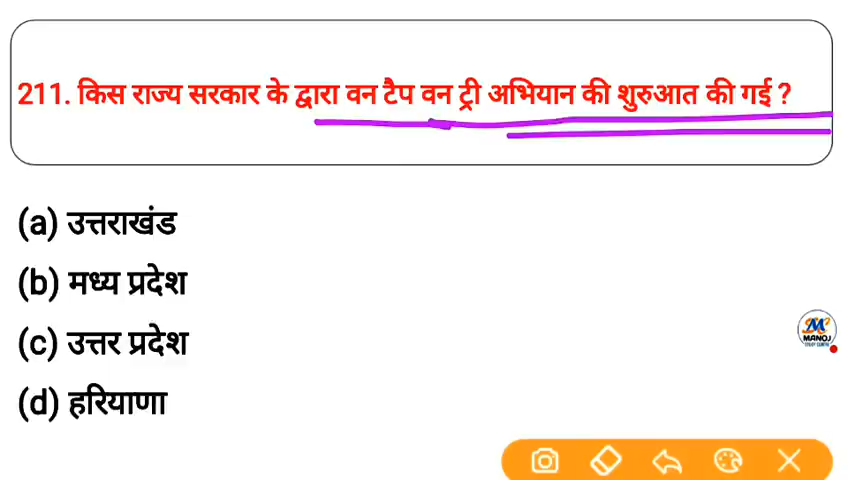 211. किस राज्य सरकार के द्वारा वन टैप वन ट्री अभियान की शुरुआत की गई ?
(a) उत्तराखंड
(b) मध्य प्रदेश
(c) उत्तर प्रदेश
(d) हरियाणा
MANOJ